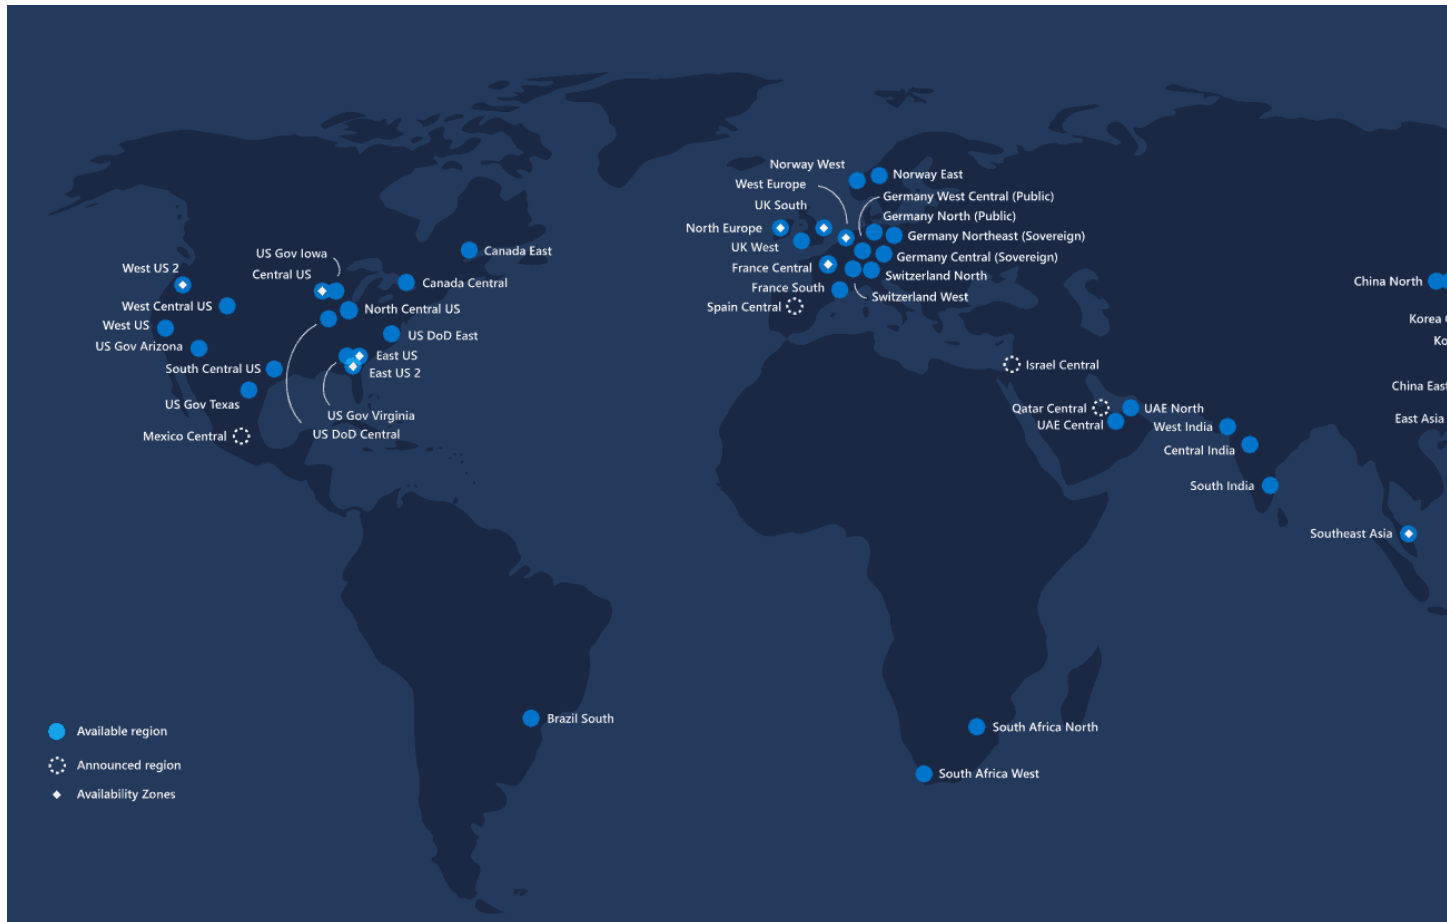 Norway West
Norway East
West Europe
Germany West Central (Public)
UK South
Germany North (Public)
North Europe
Germany Northeast (Sovereign)
UK West
Germany Central (Sovereign)
France Central
Switzerland North
France South
Switzerland West
Spain Central
US Gov Iowa
Canada East
West US 2
Central US
Canada Central
West Central US
North Central US
West US
US DoD East
US Gov Arizona
East US
South Central US
East US 2
US Gov Texas
US Gov Virginia
US DoD Central
Mexico Central
Israel Central
Qatar Central
UAE North
UAE Central
West India
Central India
South India
China North
Korea
Ko
China East
East Asia
Southeast Asia
Brazil South
South Africa North
South Africa West
Available region
Announced region
Availability Zones